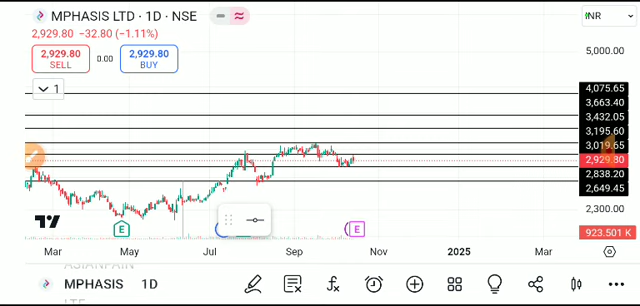 MPHASIS LTD · 1D · NSE
INR
2,929.80 −32.80 (−1.11%)
2,929.80
SELL
0.00
2,929.80
BUY
1
5,000.00
4,075.65
3,663.40
3,432.05
3,195.60
3,019.65
2,929.80
2,838.20
2,649.45
2,300.00
923.501 K
E
E
Mar
May
Jul
Sep
Nov
2025
Mar
MPHASIS 1D